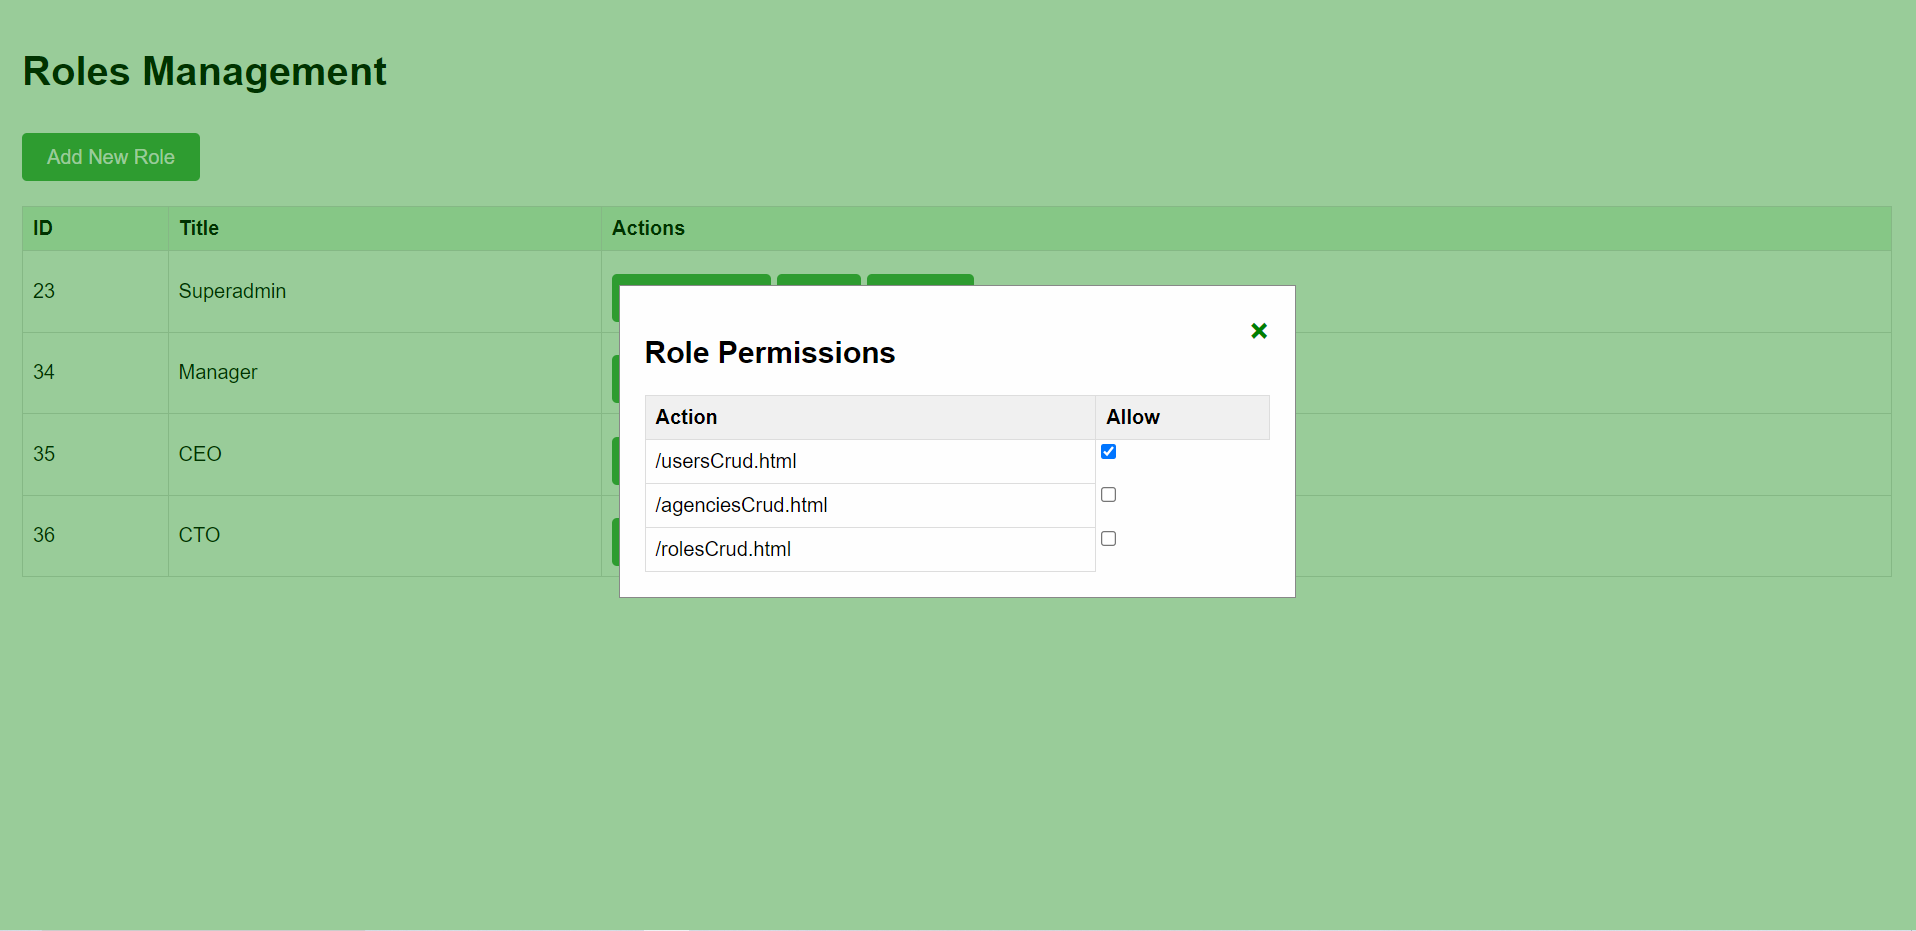 Roles Management
Add New Role
ID Title Actions
23 Superadmin
34 Manager
35 CEO
36 CTO
×
Role Permissions
Action Allow
/usersCrud.html
/agenciesCrud.html
/rolesCrud.html